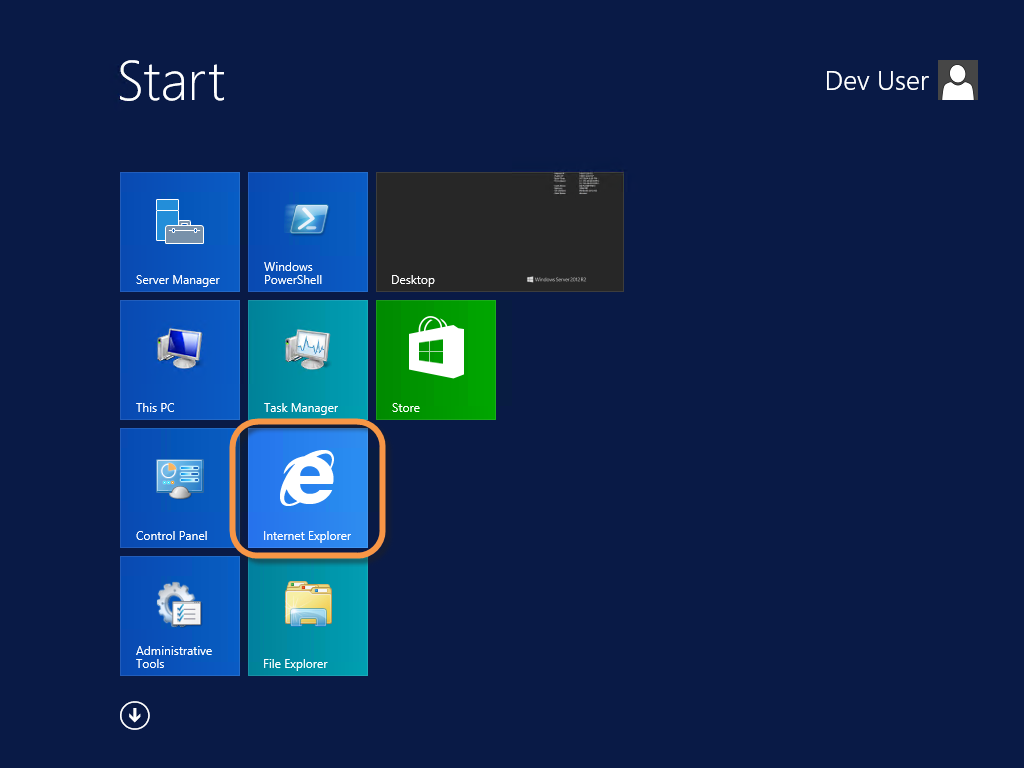 Start
Dev User
Server Manager
Windows
PowerShell
Desktop
Windows Server 2012 R2
This PC
Task Manager
Store
Control Panel
Internet Explorer
Administrative
Tools
File Explorer